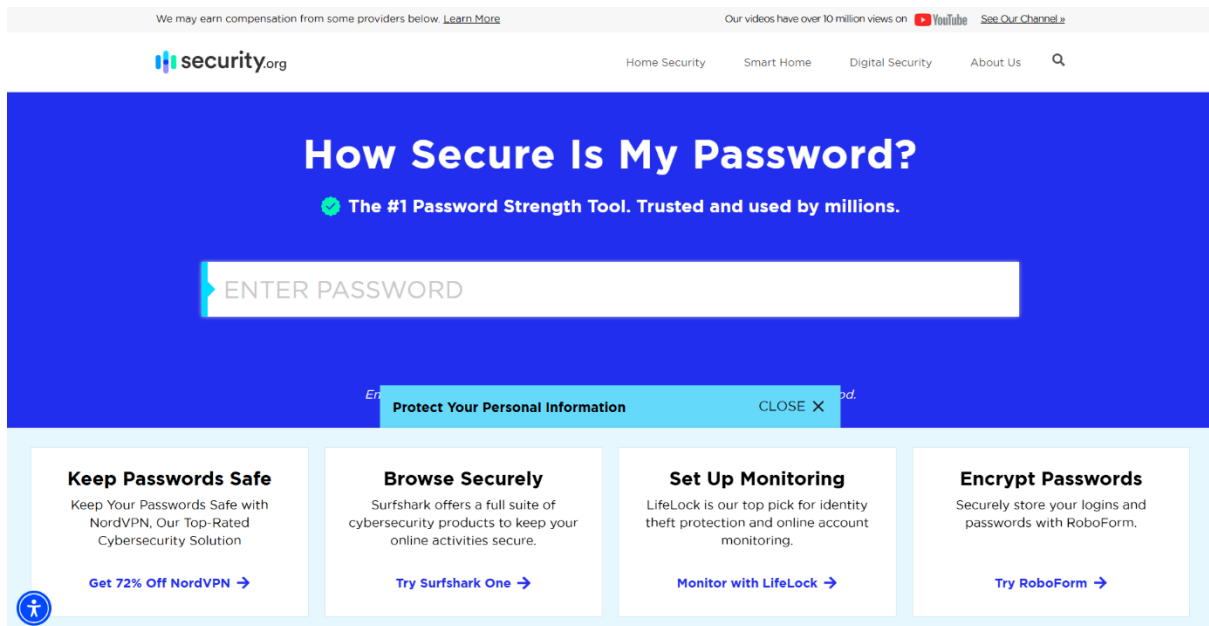 We may earn compensation from some providers below. Learn More
Our videos have over 10 million views on YouTube See Our Channel »
security.org
Home Security Smart Home Digital Security About Us
How Secure Is My Password?
The #1 Password Strength Tool. Trusted and used by millions.
ENTER PASSWORD
En
od.
Protect Your Personal Information CLOSE X
Keep Passwords Safe
Keep Your Passwords Safe with
NordVPN, Our Top-Rated
Cybersecurity Solution
Get 72% Off NordVPN →
Browse Securely
Surfshark offers a full suite of
cybersecurity products to keep your
online activities secure.
Try Surfshark One →
Set Up Monitoring
LifeLock is our top pick for identity
theft protection and online account
monitoring.
Monitor with LifeLock →
Encrypt Passwords
Securely store your logins and
passwords with RoboForm.
Try RoboForm →